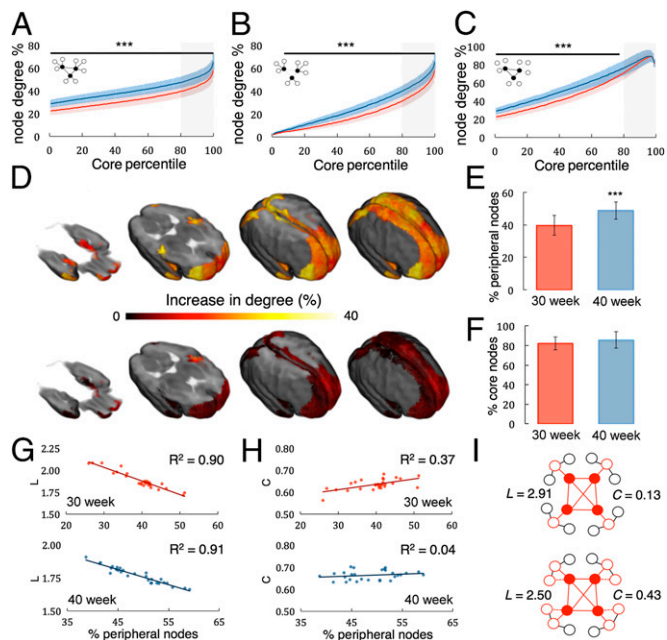 A
B
C
node degree %
80
60
40
20
0
***
0 20 40 60 80 100
Core percentile
node degree %
80
60
40
20
0
***
0 20 40 60 80 100
Core percentile
node degree %
100
80
60
40
20
0
***
0 20 40 60 80 100
Core percentile
D
Increase in degree (%)
0
40
E
% peripheral nodes
60
40
20
0
***
30 week
40 week
F
% core nodes
100
80
60
40
20
0
30 week
40 week
G
L
2.25
2.00
1.75
1.50
R² = 0.90
30 week
20 30 40 50 60
L
2.00
1.75
1.50
R² = 0.91
40 week
35 45 55 65
% peripheral nodes
H
C
0.80
0.70
0.60
0.50
R² = 0.37
30 week
20 30 40 50 60
C
0.80
0.70
0.60
0.50
R² = 0.04
40 week
35 45 55 65
% peripheral nodes
I
L = 2.91
C = 0.13
L = 2.50
C = 0.43